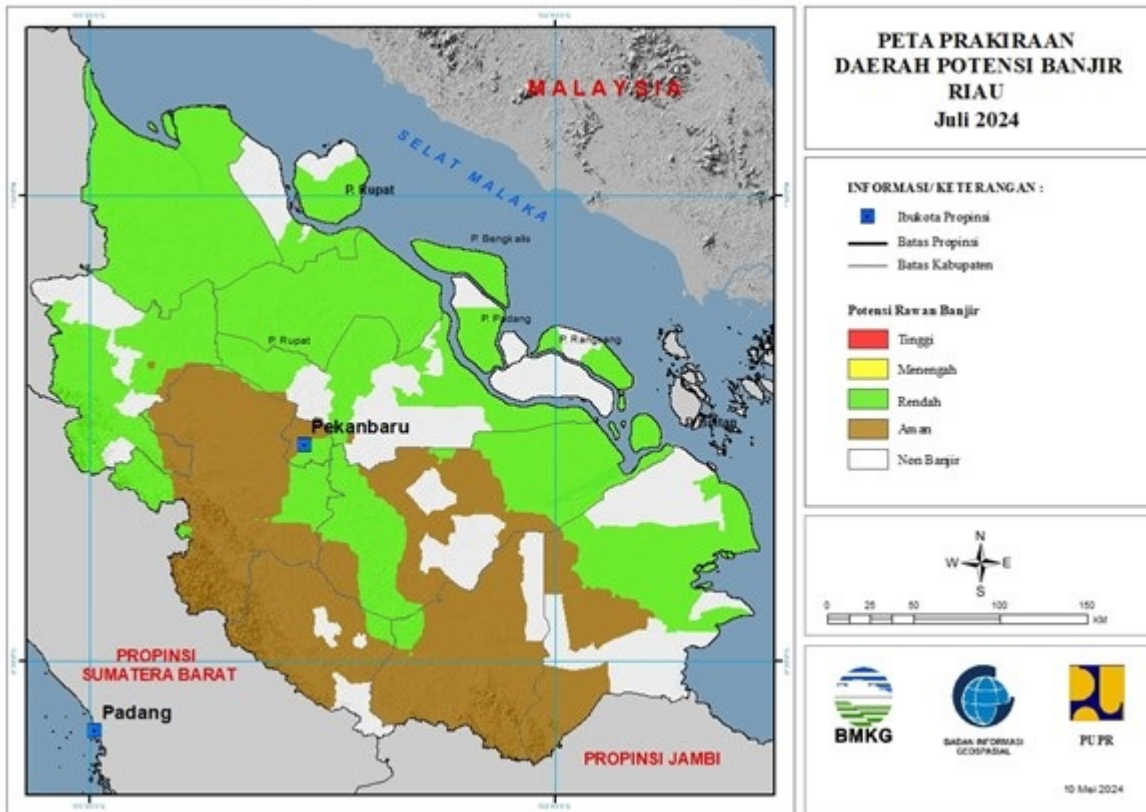 MALAYSIA
SELAT MALAKA
P. Rupat
P. Bengkalis
P. Padang
P. Rangsang
P. Rupat
Pekanbaru
PROPINSI
SUMATERA BARAT
Padang
PROPINSI JAMBI
PETA PRAKIRAAN
DAERAH POTENSI BANJIR
RIAU
Juli 2024
INFORMASI/KETERANGAN :
Ibukota Propinsi
Batas Propinsi
Batas Kabupaten
Potensi Rawan Banjir
Tinggi
Menengah
Rendah
Aman
Non Banjir
N
W E
S
0 25 50 100 150
KM
BMKG
BADAN INFORMASI
GEOSPASIAL
PUPR
10 Mei 2024